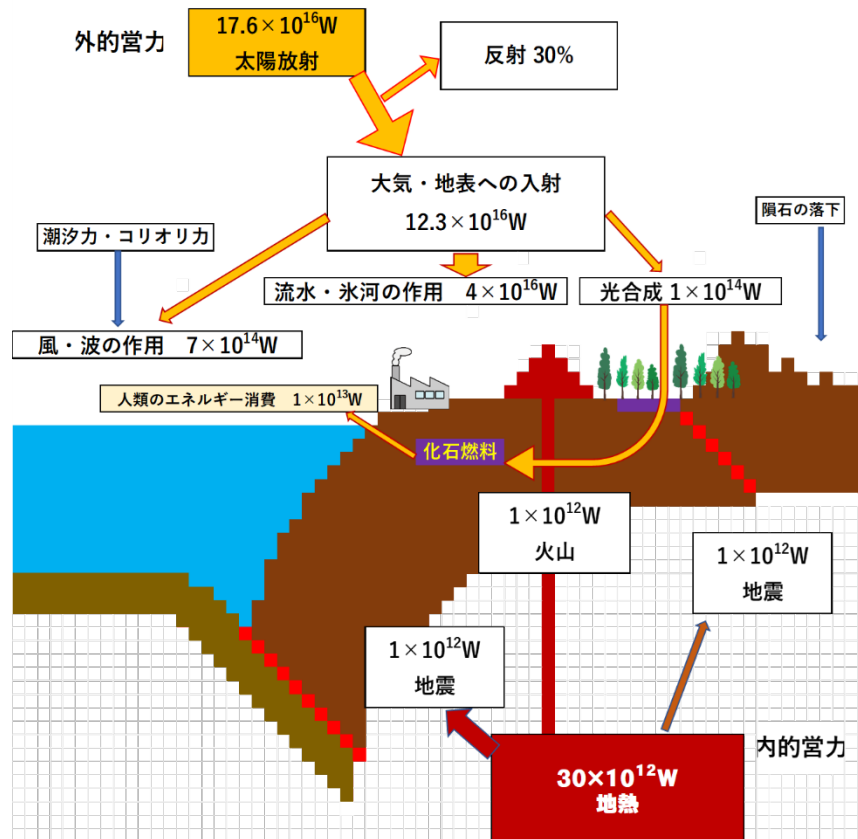 外的営力
17.6×10¹⁶W
太陽放射
反射 30%
大気・地表への入射
12.3×10¹⁶W
潮汐力・コリオリカ
隕石の落下
流水・氷河の作用 4×10¹⁶W
光合成 1×10¹⁴W
風・波の作用 7×10¹⁴W
人類のエネルギー消費 1×10¹³W
化石燃料
1×10¹²W
火山
1×10¹²W
地震
1×10¹²W
地震
内的営力
30×10¹²W
地熱